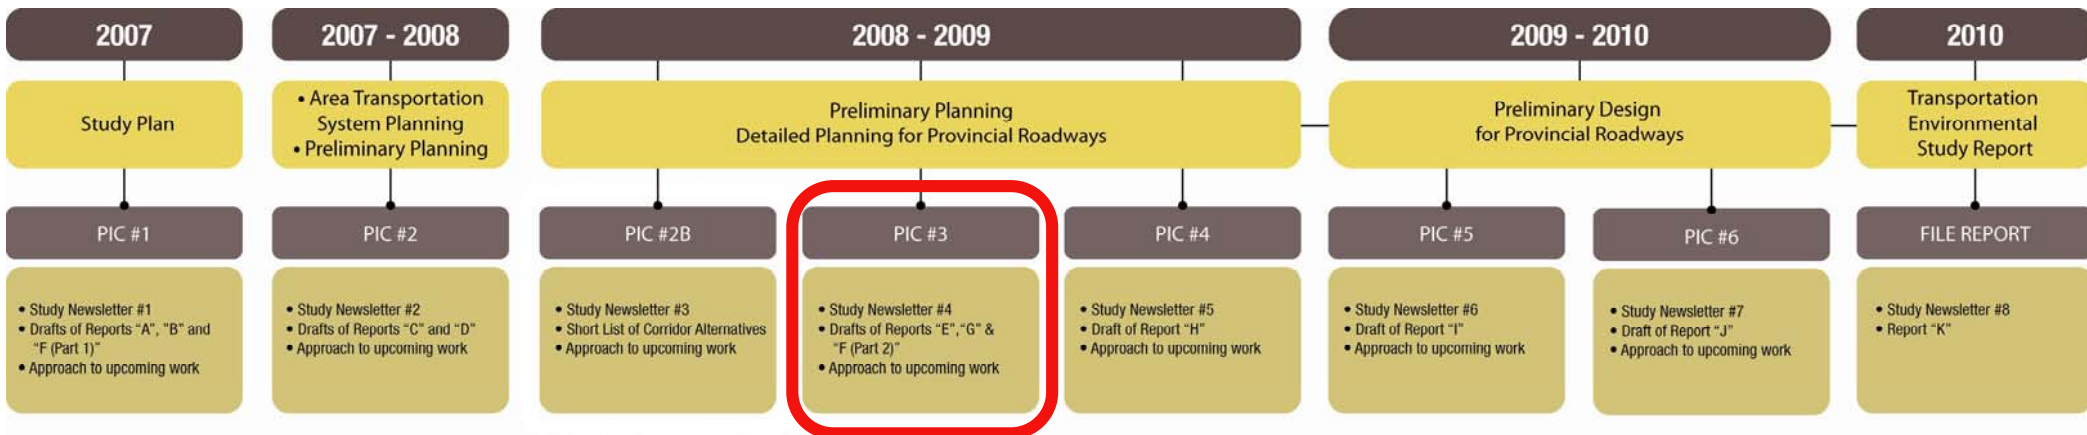 2007
2007 - 2008
2008 - 2009
2009 - 2010
2010
Study Plan
• Area Transportation
System Planning
• Preliminary Planning
Preliminary Planning
Detailed Planning for Provincial Roadways
Preliminary Design
for Provincial Roadways
Transportation
Environmental
Study Report
PIC #1
PIC #2
PIC #2B
PIC #3
PIC #4
PIC #5
PIC #6
FILE REPORT
• Study Newsletter #1
• Drafts of Reports “A”, "B” and
“F (Part 1)”
• Approach to upcoming work
• Study Newsletter #2
• Drafts of Reports “C” and “D”
• Approach to upcoming work
• Study Newsletter #3
• Short List of Corridor Alternatives
• Approach to upcoming work
• Study Newsletter #4
• Drafts of Reports “E”,“G” &
“F (Part 2)”
• Approach to upcoming work
• Study Newsletter #5
• Draft of Report “H”
• Approach to upcoming work
• Study Newsletter #6
• Draft of Report “I”
• Approach to upcoming work
• Study Newsletter #7
• Draft of Report “J”
• Approach to upcoming work
• Study Newsletter #8
• Report “K”